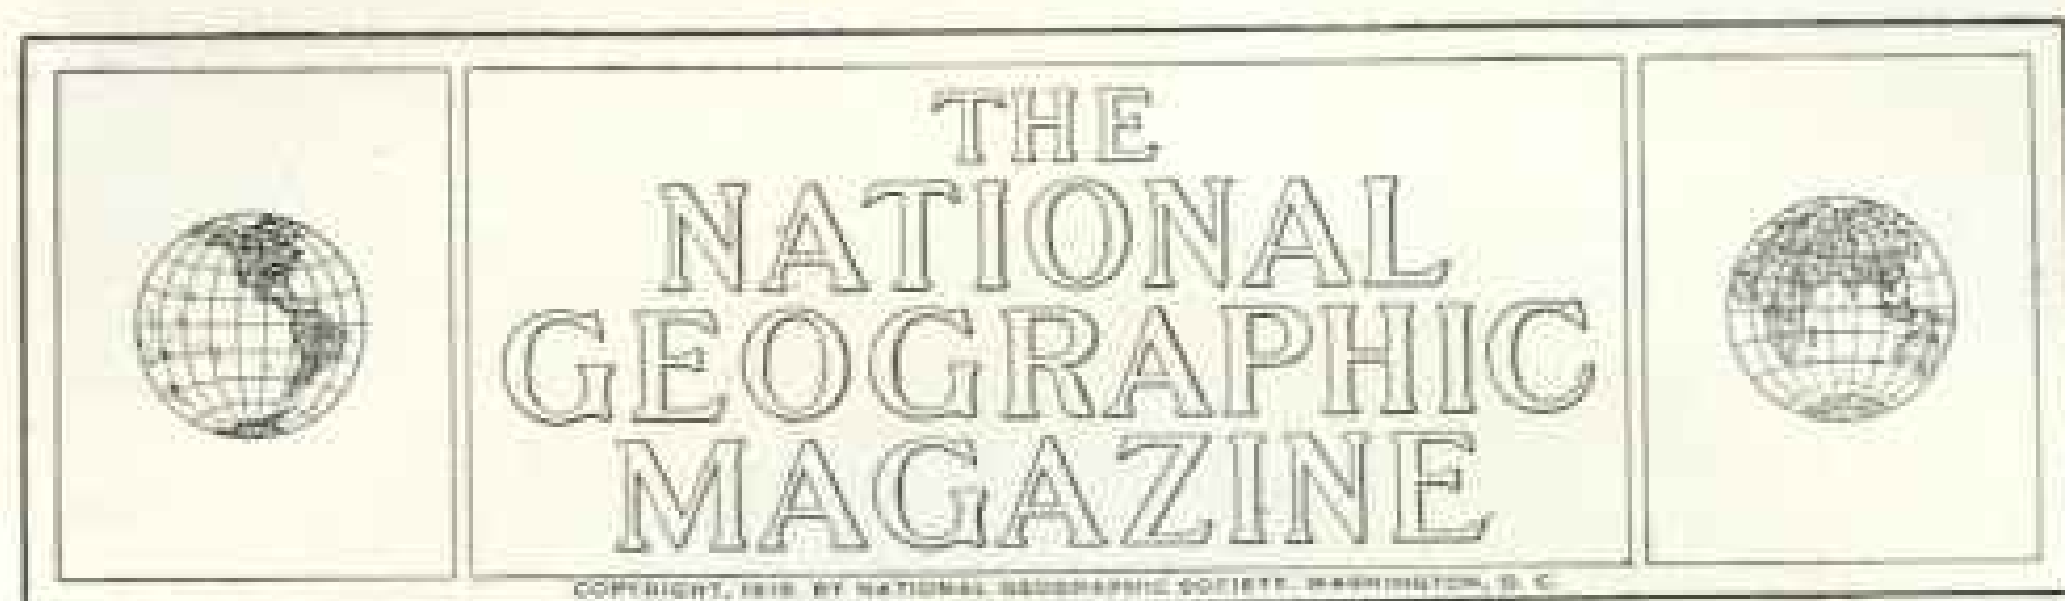 THE
NATIONAL
GEOGRAPHIC
MAGAZINE
COPYRIGHT, BY NATIONAL GEOGRAPHIC SOCIETY, WASHINGTON, D. C.